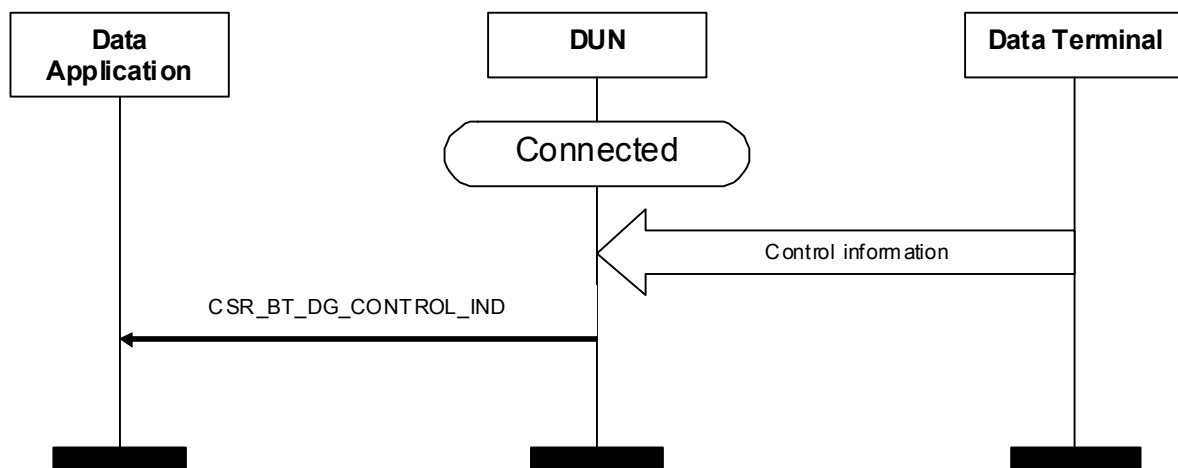 Data
Application
DUN
Data Terminal
Connected
Control information
CSR_BT_DG_CONTROL_IND